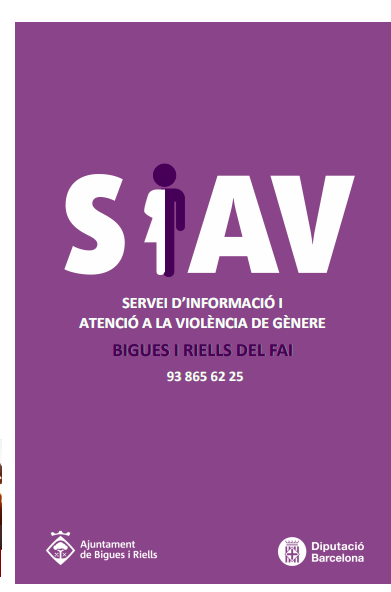 SiAV
SERVEI D'INFORMACIÓ I
ATENCIÓ A LA VIOLÈNCIA DE GÈNERE
BIGUES I RIELLS DEL FAI
93 865 62 25
Ajuntament
de Bigues i Riells
Diputació
Barcelona